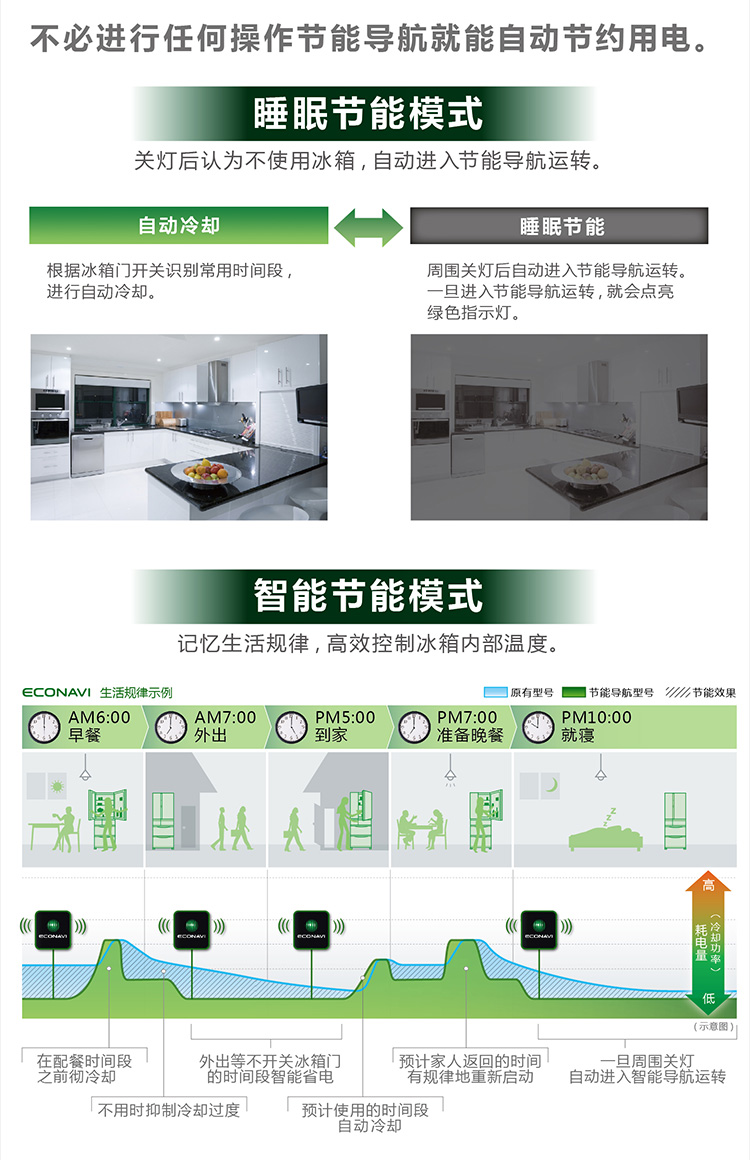 不必进行任何操作节能导航就能自动节约用电。
睡眠节能模式
关灯后认为不使用冰箱,自动进入节能导航运转。
自动冷却
睡眠节能
根据冰箱门开关识别常用时间段,
进行自动冷却。
周围关灯后自动进入节能导航运转。
一旦进入节能导航运转,就会点亮
绿色指示灯。
智能节能模式
记忆生活规律,高效控制冰箱内部温度。
ECONAVI 生活规律示例
原有型号 节能导航型号 节能效果
AM6:00
早餐
AM7:00
外出
PM5:00
到家
PM7:00
准备晚餐
PM10:00
就寝
z z z
ECONAVI
ECONAVI
ECONAVI
ECONAVI
高
耗电量
(冷却功率)
低
(示意图)
在配餐时间段
之前彻冷却
外出等不开关冰箱门
的时间段智能省电
预计家人返回的时间
有规律地重新启动
一旦周围关灯
自动进入智能导航运转
不用时抑制冷却过度
预计使用的时间段
自动冷却